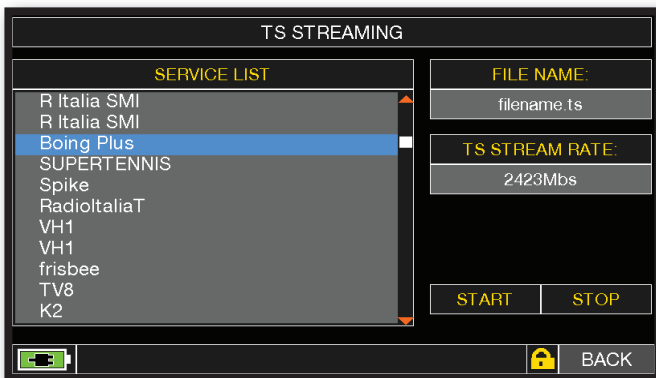 TS STREAMING
SERVICE LIST
R Italia SMI
R Italia SMI
Boing Plus
SUPERTENNIS
Spike
RadioItaliaT
VH1
VH1
frisbee
TV8
K2
FILE NAME:
filename.ts
TS STREAM RATE:
2423Mbs
START
STOP
BACK